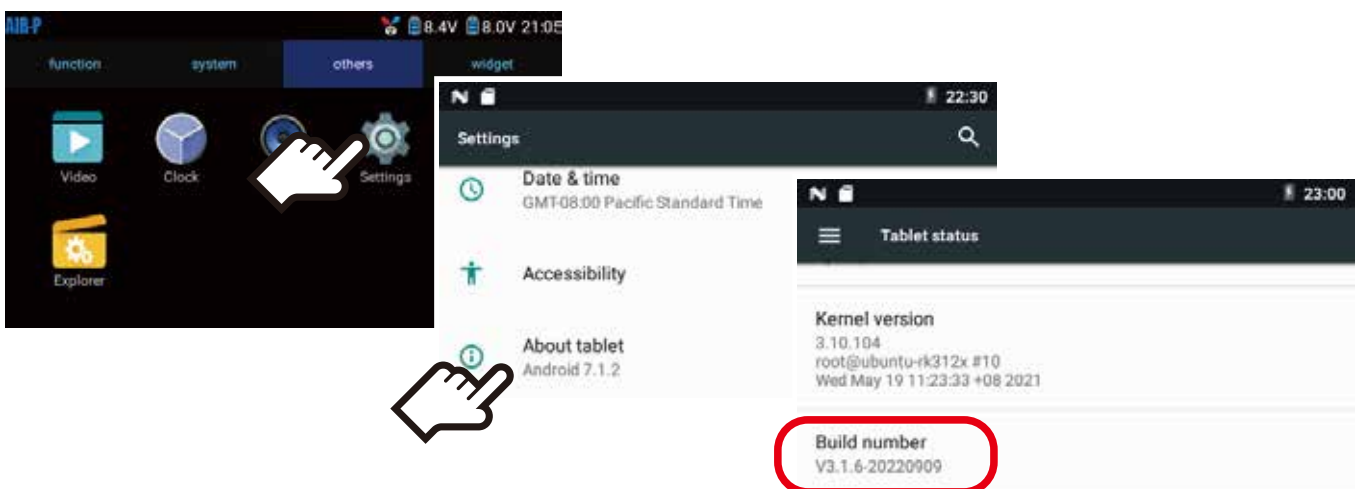 8.4V 8.0V 21:05
function system others widget
Video Clock Settings
Explorer
N 22:30
Settings
Date & time
GMT-08:00 Pacific Standard Time
Accessibility
About tablet
Android 7.1.2
N 23:00
Tablet status
Kernel version
3.10.104
root@ubuntu-rk312x #10
Wed May 19 11:23:33 +08 2021
Build number
V3.1.6-20220909